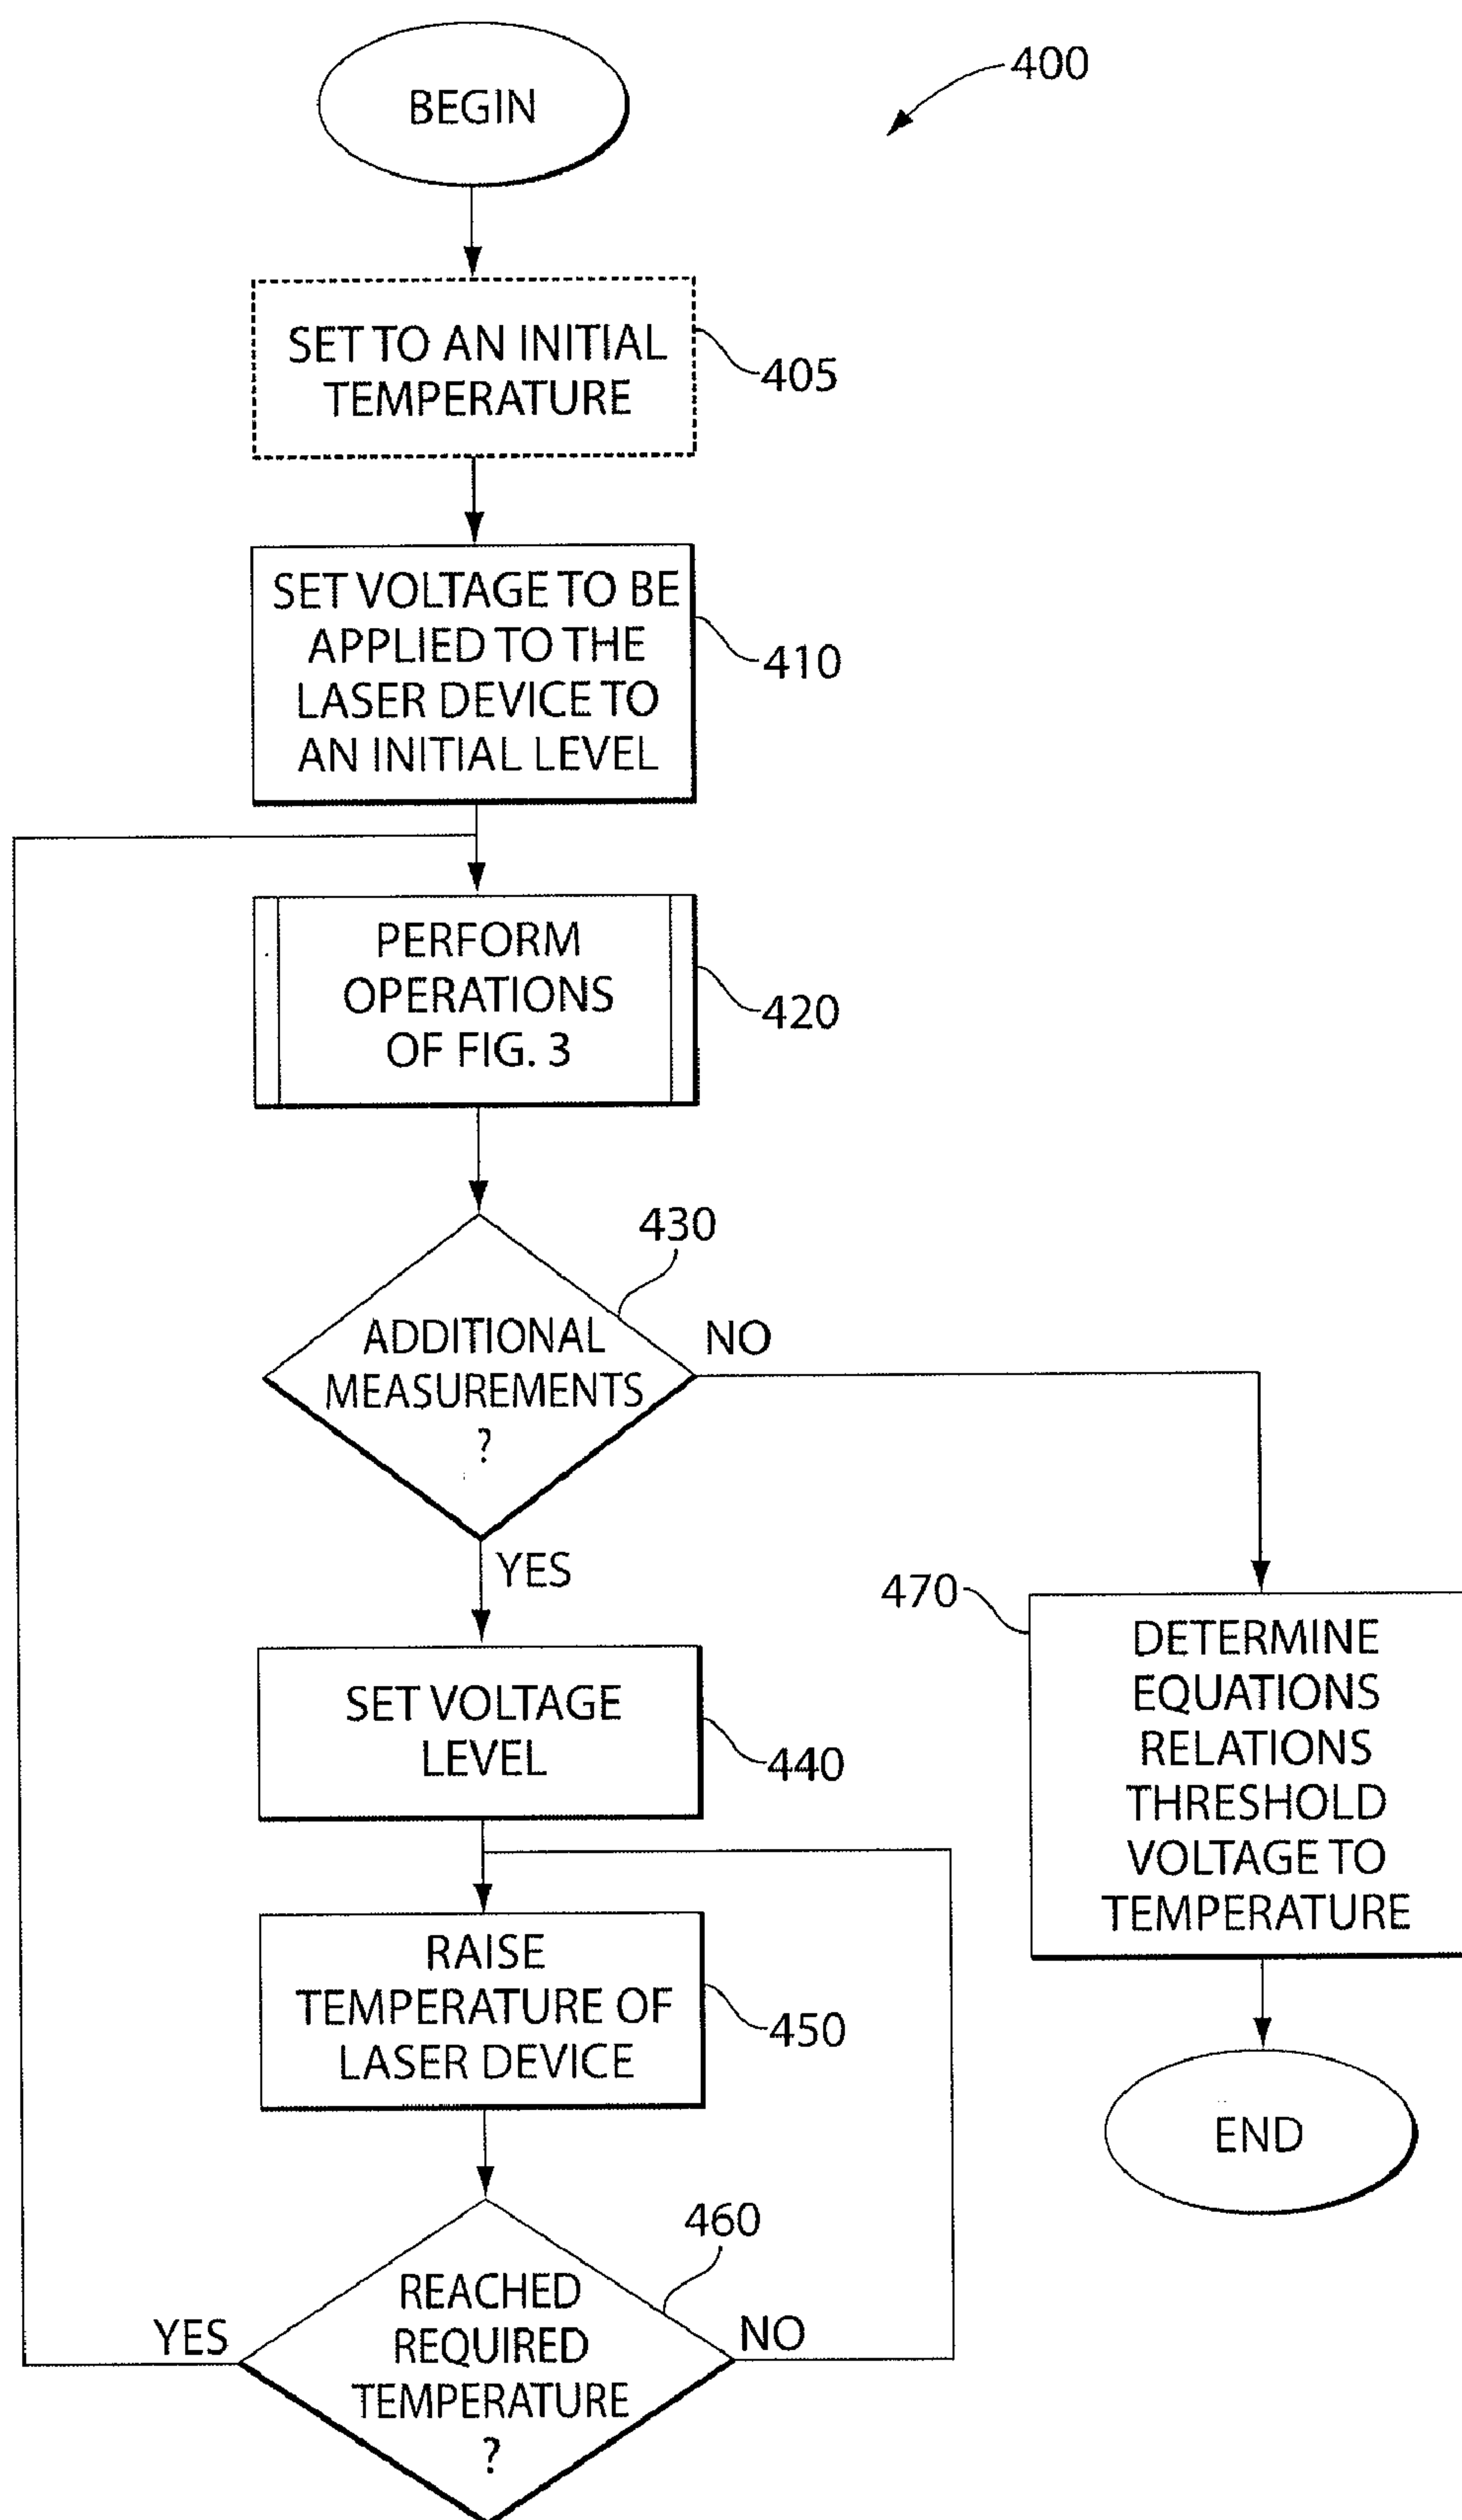 BEGIN
400
SET TO AN INITIAL
TEMPERATURE
405
SET VOLTAGE TO BE
APPLIED TO THE
LASER DEVICE TO
AN INITIAL LEVEL
410
PERFORM
OPERATIONS
OF FIG. 3
420
430
ADDITIONAL
MEASUREMENTS
?
NO
YES
SET VOLTAGE
LEVEL
440
470
DETERMINE
EQUATIONS
RELATIONS
THRESHOLD
VOLTAGE TO
TEMPERATURE
RAISE
TEMPERATURE OF
LASER DEVICE
450
END
460
REACHED
REQUIRED
TEMPERATURE
?
YES
NO